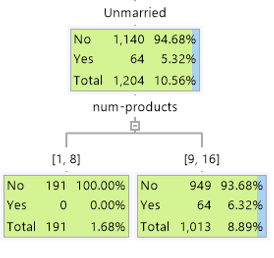 Unmarried
No 1,140 94.68%
Yes 64 5.32%
Total 1,204 10.56%
num-products
[1, 8] [9, 16]
No 191 100.00% No 949 93.68%
Yes 0 0.00% Yes 64 6.32%
Total 191 1.68% Total 1,013 8.89%